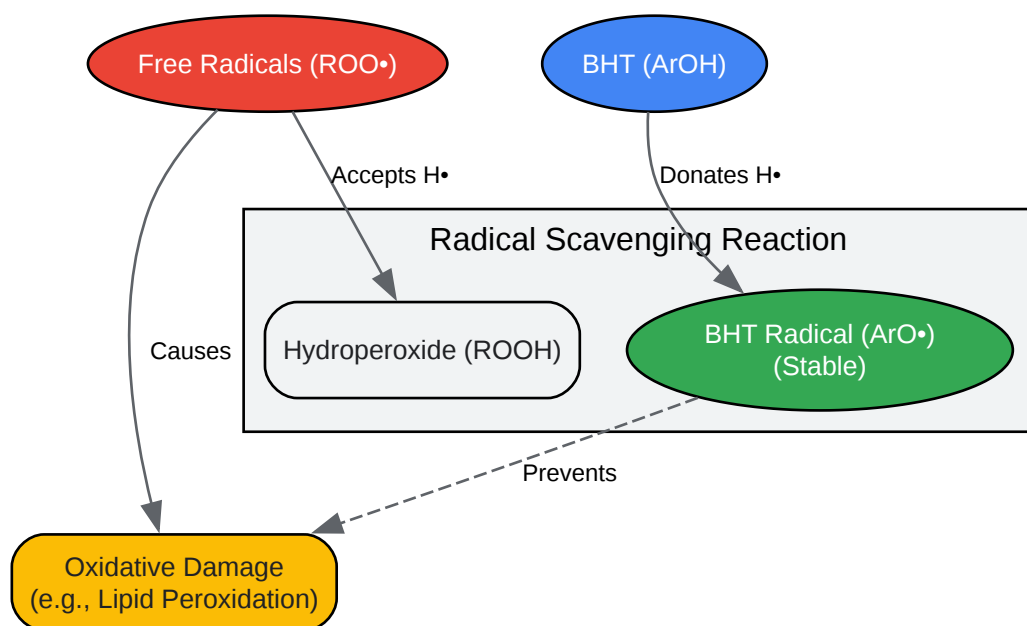 Free Radicals (ROO•)
BHT (ArOH)
Accepts H•
Donates H•
Radical Scavenging Reaction
Hydroperoxide (ROOH)
BHT Radical (ArO•)
(Stable)
Causes
Prevents
Oxidative Damage
(e.g., Lipid Peroxidation)